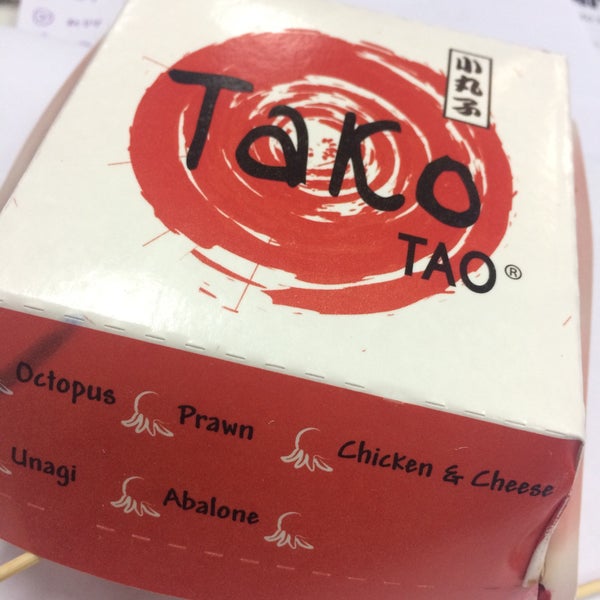 小丸子
Tako
TAO®
Octopus Prawn Chicken & Cheese
Unagi Abalone